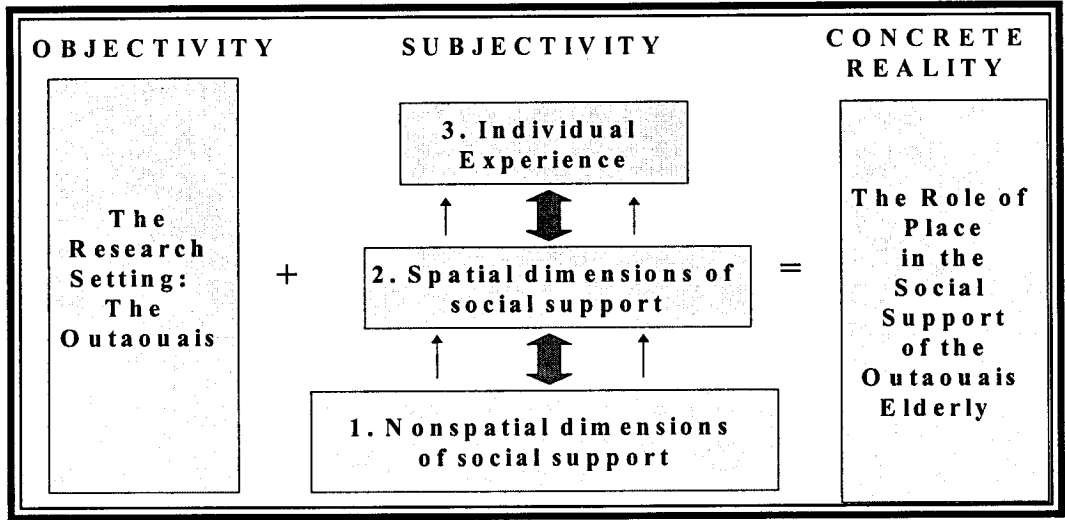 OBJECTIVITY
The
Research
Setting:
The
Outaouais
+
SUBJECTIVITY
3. Individual
Experience
2. Spatial dimensions of
social support
1. Nonspatial dimensions
of social support
=
CONCRETE
REALITY
The Role of
Place
in the
Social
Support
of the
Outaouais
Elderly